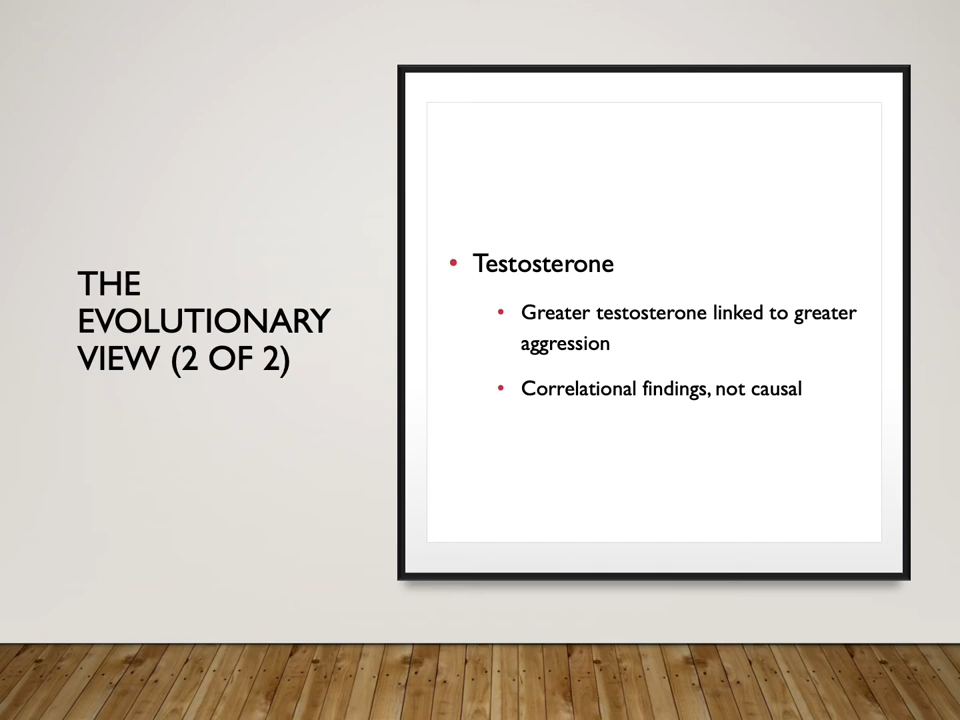 THE
EVOLUTIONARY
VIEW (2 OF 2)
• Testosterone
• Greater testosterone linked to greater
aggression
• Correlational findings, not causal